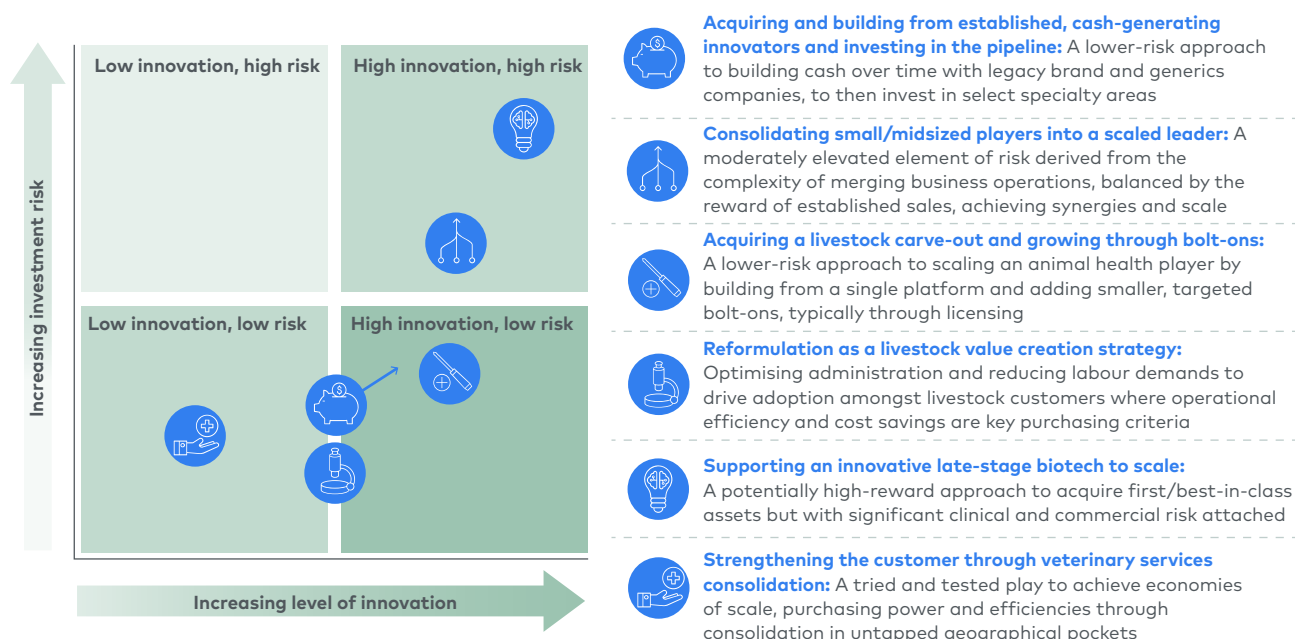 Increasing investment risk
Low innovation, high risk
High innovation, high risk
Low innovation, low risk
High innovation, low risk
Increasing level of innovation
Acquiring and building from established, cash-generating
innovators and investing in the pipeline: A lower-risk approach
to building cash over time with legacy brand and generics
companies, to then invest in select specialty areas
Consolidating small/midsized players into a scaled leader: A
moderately elevated element of risk derived from the
complexity of merging business operations, balanced by the
reward of established sales, achieving synergies and scale
Acquiring a livestock carve-out and growing through bolt-ons:
A lower-risk approach to scaling an animal health player by
building from a single platform and adding smaller, targeted
bolt-ons, typically through licensing
Reformulation as a livestock value creation strategy:
Optimising administration and reducing labour demands to
drive adoption amongst livestock customers where operational
efficiency and cost savings are key purchasing criteria
Supporting an innovative late-stage biotech to scale:
A potentially high-reward approach to acquire first/best-in-class
assets but with significant clinical and commercial risk attached
Strengthening the customer through veterinary services
consolidation: A tried and tested play to achieve economies
of scale, purchasing power and efficiencies through
consolidation in untapped geographical pockets